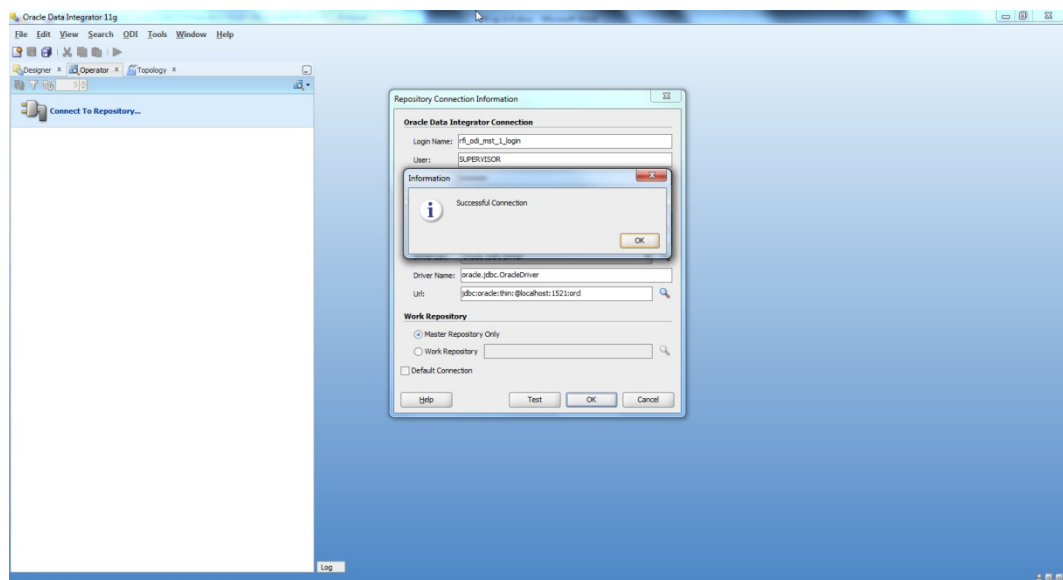 Oracle Data Integrator 11g
File Edit View Search ODI Tools Window Help
Designer x Operator x Topology x
Connect To Repository...
Repository Connection Information
Oracle Data Integrator Connection
Login Name: rfi_odi_mst_1_login
User: SUPERVISOR
Information
Successful Connection
OK
Driver Name: oracle.jdbc.OracleDriver
Url: jdbc:oracle:thin:@localhost:1521:ord
Work Repository
Master Repository Only
Work Repository
Default Connection
Help Test OK Cancel
Log